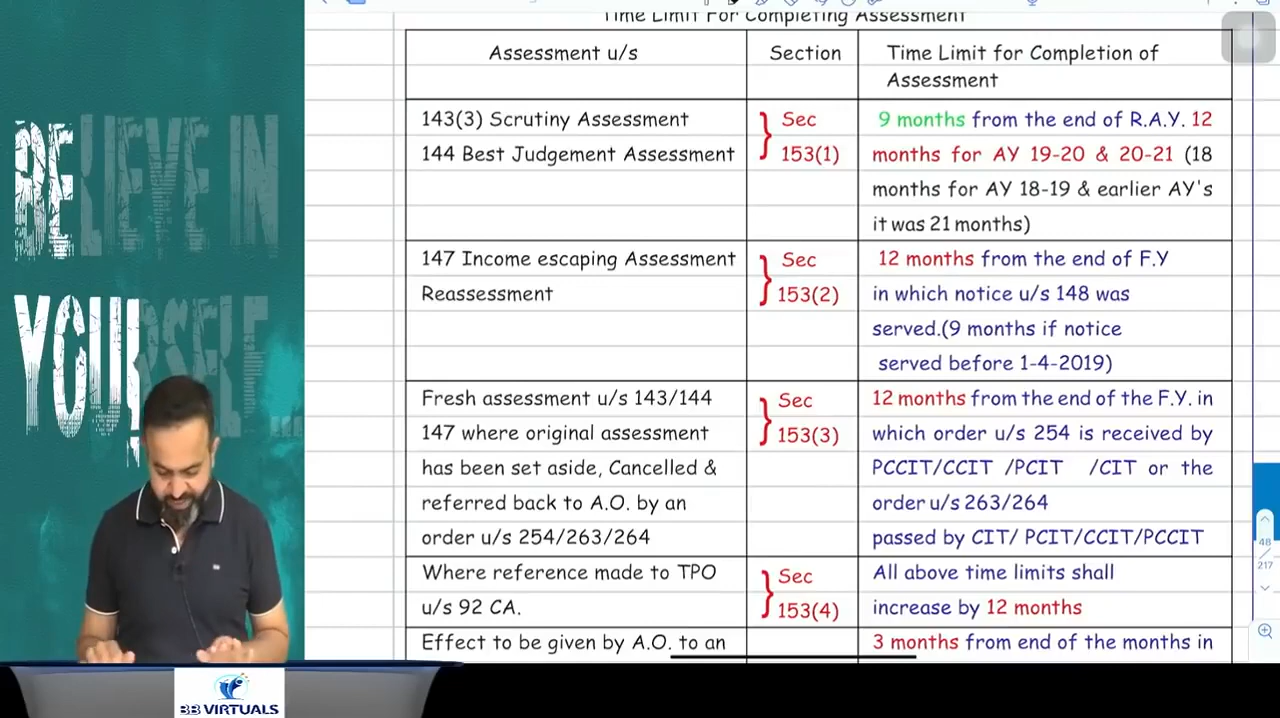 Time Limit For Completing Assessment
Assessment u/s
Section
Time Limit for Completion of
Assessment
143(3) Scrutiny Assessment
144 Best Judgement Assessment
Sec
153(1)
9 months from the end of R.A.Y. 12
months for AY 19-20 & 20-21 (18
months for AY 18-19 & earlier AY's
it was 21 months)
147 Income escaping Assessment
Reassessment
Sec
153(2)
12 months from the end of F.Y
in which notice u/s 148 was
served.(9 months if notice
served before 1-4-2019)
Fresh assessment u/s 143/144
147 where original assessment
has been set aside, Cancelled &
referred back to A.O. by an
order u/s 254/263/264
Sec
153(3)
12 months from the end of the F.Y. in
which order u/s 254 is received by
PCCIT/CCIT /PCIT /CIT or the
order u/s 263/264
passed by CIT/ PCIT/CCIT/PCCIT
Where reference made to TPO
u/s 92 CA.
Sec
153(4)
All above time limits shall
increase by 12 months
Effect to be given by A.O. to an
3 months from end of the months in
BELIEVE IN
YOURSELF...
48
217
BB VIRTUALS